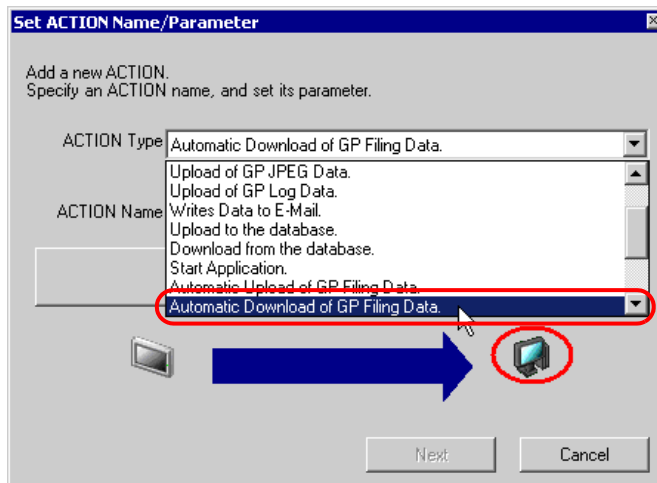 Set ACTION Name/Parameter
Add a new ACTION.
Specify an ACTION name, and set its parameter.
ACTION Type
Automatic Download of GP Filing Data.
Upload of GP JPEG Data.
Upload of GP Log Data.
ACTION Name
Writes Data to E-Mail.
Upload to the database.
Download from the database.
Start Application.
Automatic Upload of GP Filing Data.
Automatic Download of GP Filing Data.
Next
Cancel